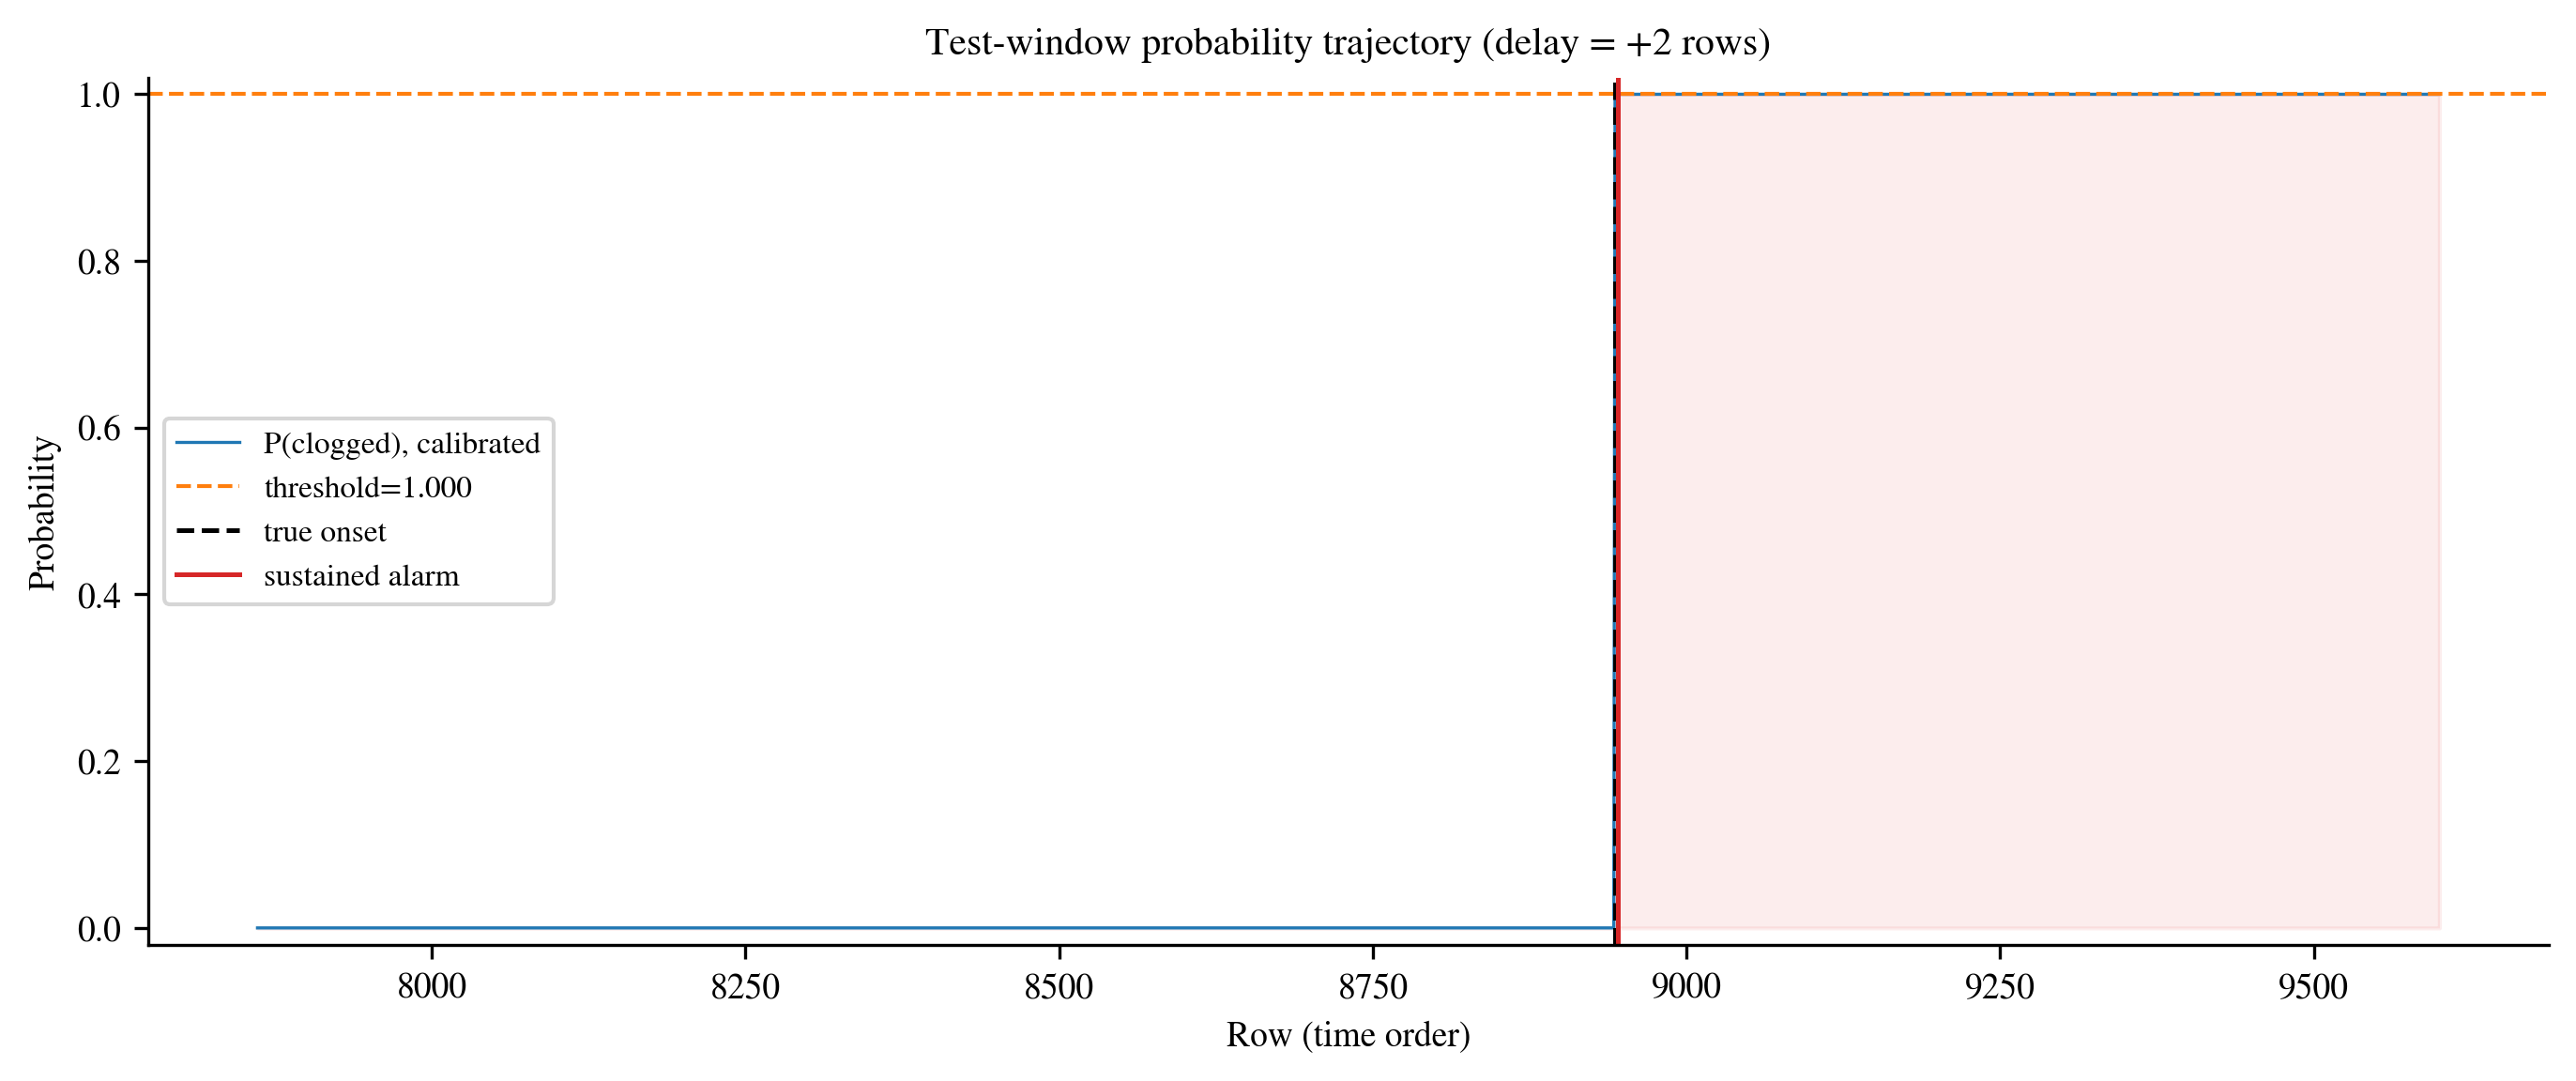 Test-window probability trajectory (delay = +2 rows)
1.0
0.8
0.6
0.4
0.2
0.0
Probability
P(clogged), calibrated
threshold=1.000
true onset
sustained alarm
8000 8250 8500 8750 9000 9250 9500
Row (time order)